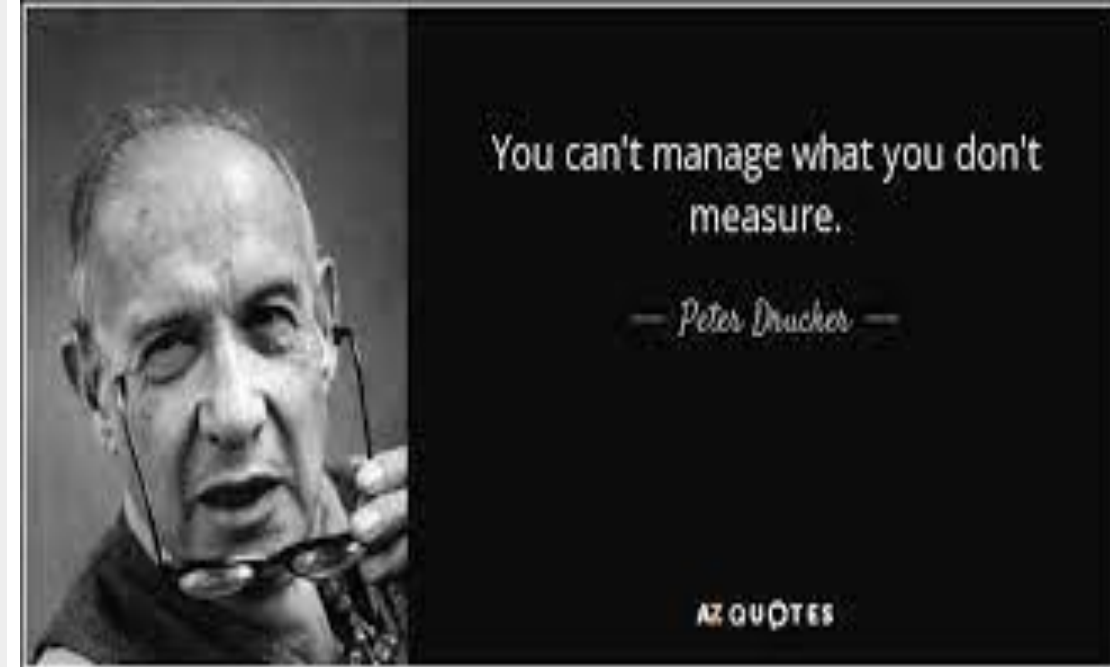 You can't manage what you don't
measure.
— Peter Drucker —
AZ QUOTES